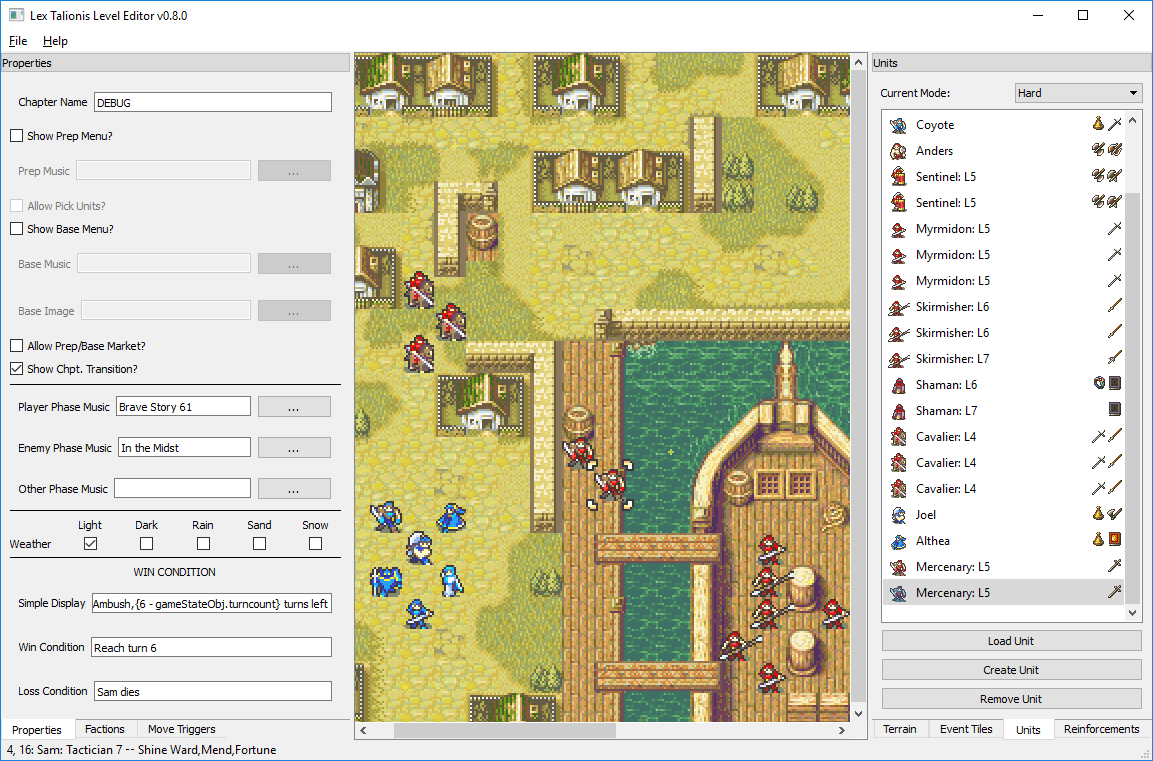 Lex Talionis Level Editor v0.8.0
File Help
Properties
Chapter Name DEBUG
Show Prep Menu?
Prep Music ...
Allow Pick Units?
Show Base Menu?
Base Music ...
Base Image ...
Allow Prep/Base Market?
Show Chpt. Transition?
Player Phase Music Brave Story 61 ...
Enemy Phase Music In the Midst ...
Other Phase Music ...
Light Dark Rain Sand Snow
Weather
WIN CONDITION
Simple Display Ambush,{6 - gameStateObj.turncount} turns left
Win Condition Reach turn 6
Loss Condition Sam dies
Properties Factions Move Triggers
Units
Current Mode: Hard
Coyote
Anders
Sentinel: L5
Sentinel: L5
Myrmidon: L5
Myrmidon: L5
Myrmidon: L5
Skirmisher: L6
Skirmisher: L6
Skirmisher: L7
Shaman: L6
Shaman: L7
Cavalier: L4
Cavalier: L4
Cavalier: L4
Joel
Althea
Mercenary: L5
Mercenary: L5
Load Unit
Create Unit
Remove Unit
Terrain Event Tiles Units Reinforcements
4, 16: Sam: Tactician 7 -- Shine Ward,Mend,Fortune